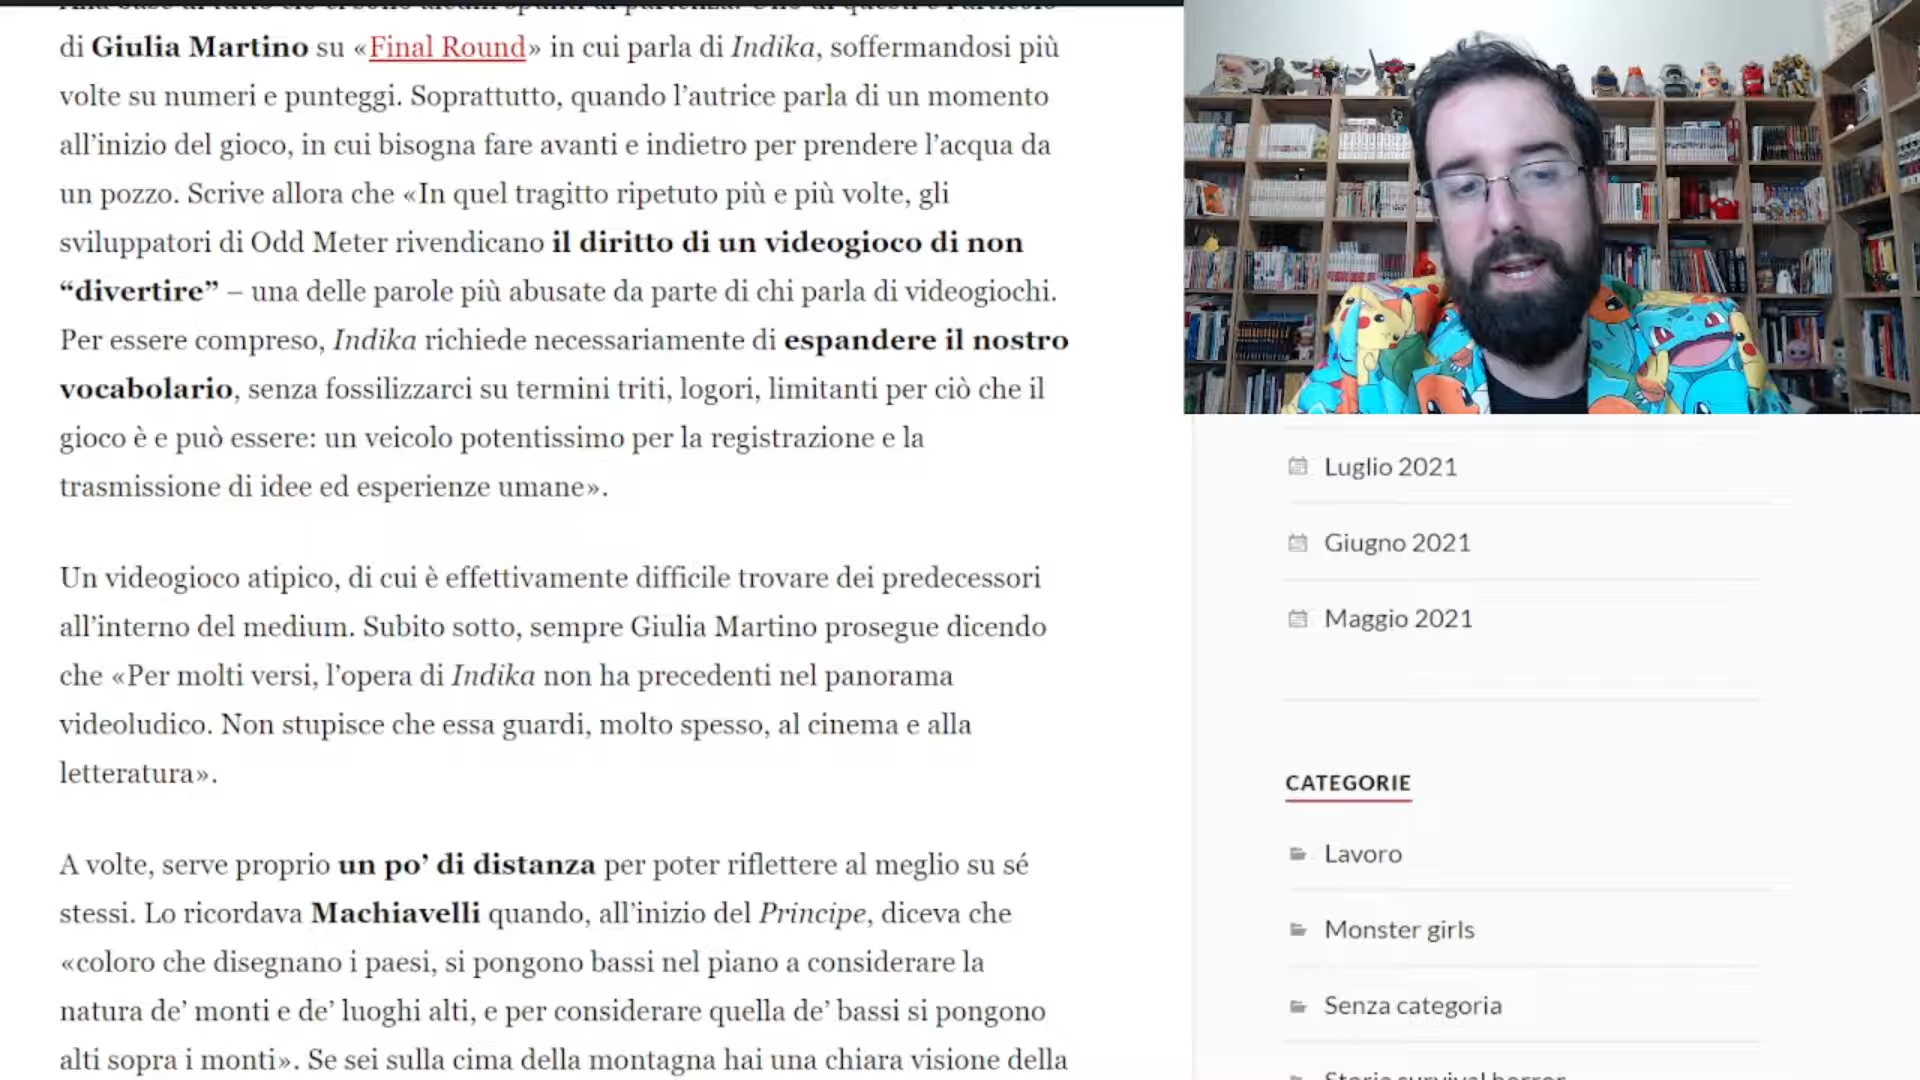 di Giulia Martino su «Final Round» in cui parla di Indika, soffermandosi più
volte su numeri e punteggi. Soprattutto, quando l’autrice parla di un momento
all’inizio del gioco, in cui bisogna fare avanti e indietro per prendere l’acqua da
un pozzo. Scrive allora che «In quel tragitto ripetuto più e più volte, gli
sviluppatori di Odd Meter rivendicano il diritto di un videogioco di non
“divertire” – una delle parole più abusate da parte di chi parla di videogiochi.
Per essere compreso, Indika richiede necessariamente di espandere il nostro
vocabolario, senza fossilizzarci su termini triti, logori, limitanti per ciò che il
gioco è e può essere: un veicolo potentissimo per la registrazione e la
trasmissione di idee ed esperienze umane».
Un videogioco atipico, di cui è effettivamente difficile trovare dei predecessori
all’interno del medium. Subito sotto, sempre Giulia Martino prosegue dicendo
che «Per molti versi, l’opera di Indika non ha precedenti nel panorama
videoludico. Non stupisce che essa guardi, molto spesso, al cinema e alla
letteratura».
A volte, serve proprio un po’ di distanza per poter riflettere al meglio su sé
stessi. Lo ricordava Machiavelli quando, all’inizio del Principe, diceva che
«coloro che disegnano i paesi, si pongono bassi nel piano a considerare la
natura de’ monti e de’ luoghi alti, e per considerare quella de’ bassi si pongono
alti sopra i monti». Se sei sulla cima della montagna hai una chiara visione della
Luglio 2021
Giugno 2021
Maggio 2021
CATEGORIE
Lavoro
Monster girls
Senza categoria